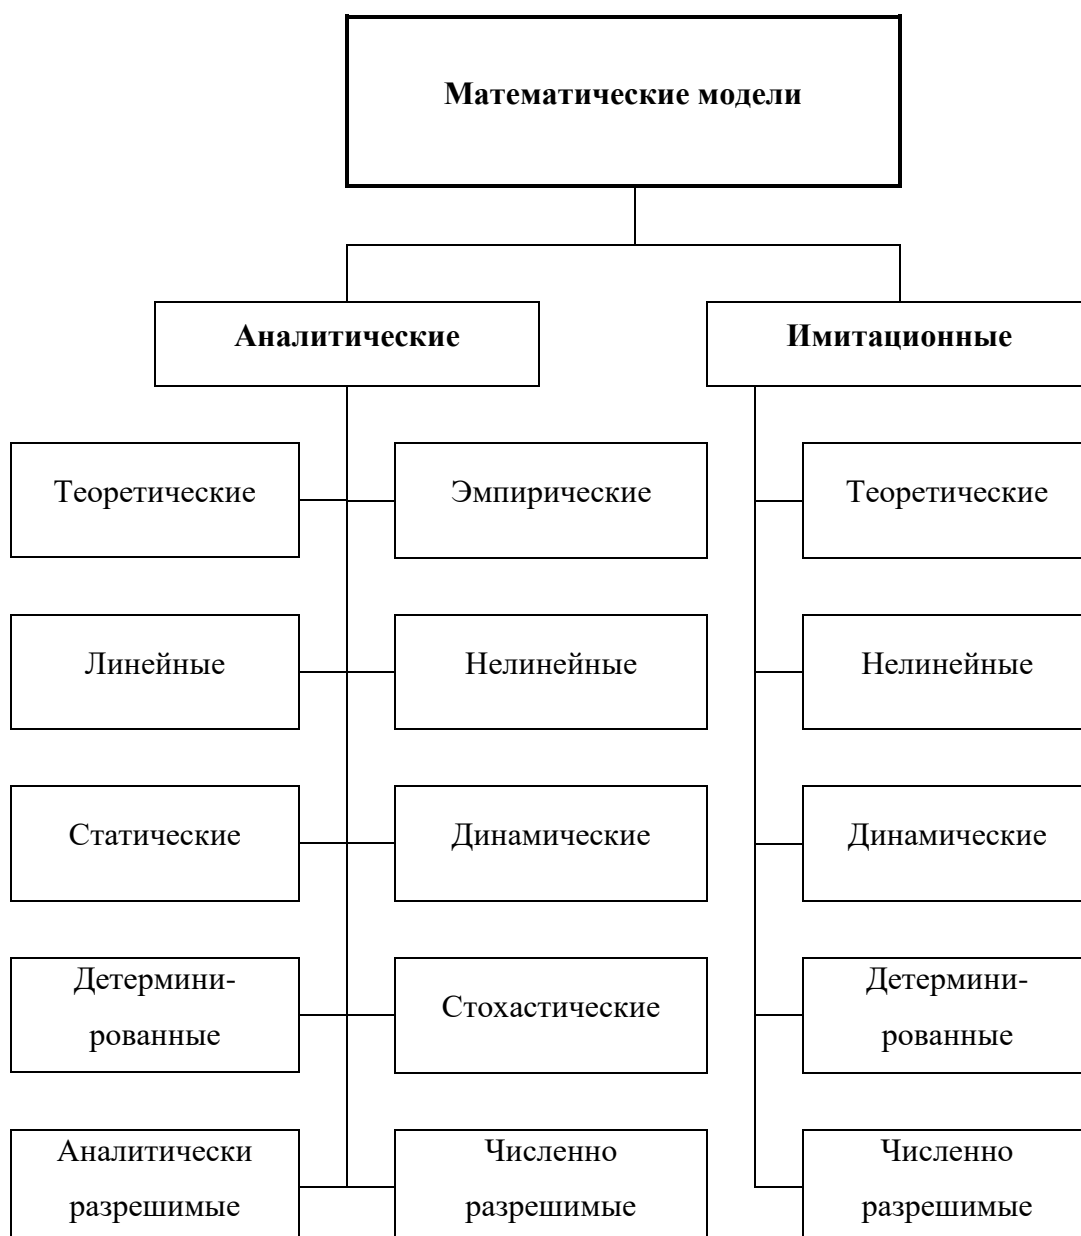 Математические модели
Аналитические
Имитационные
Теоретические
Эмпирические
Теоретические
Линейные
Нелинейные
Нелинейные
Статические
Динамические
Динамические
Детермини-
рованные
Стохастические
Детермини-
рованные
Аналитически
разрешимые
Численно
разрешимые
Численно
разрешимые